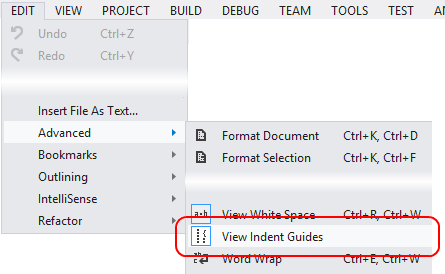 EDIT VIEW PROJECT BUILD DEBUG TEAM TOOLS TEST
Undo Ctrl+Z
Redo Ctrl+Y
Insert File As Text...
Advanced
Format Document Ctrl+K, Ctrl+D
Bookmarks
Format Selection Ctrl+K, Ctrl+F
Outlining
IntelliSense
a·b View White Space Ctrl+R, Ctrl+W
Refactor
View Indent Guides
Word Wrap Ctrl+E, Ctrl+W